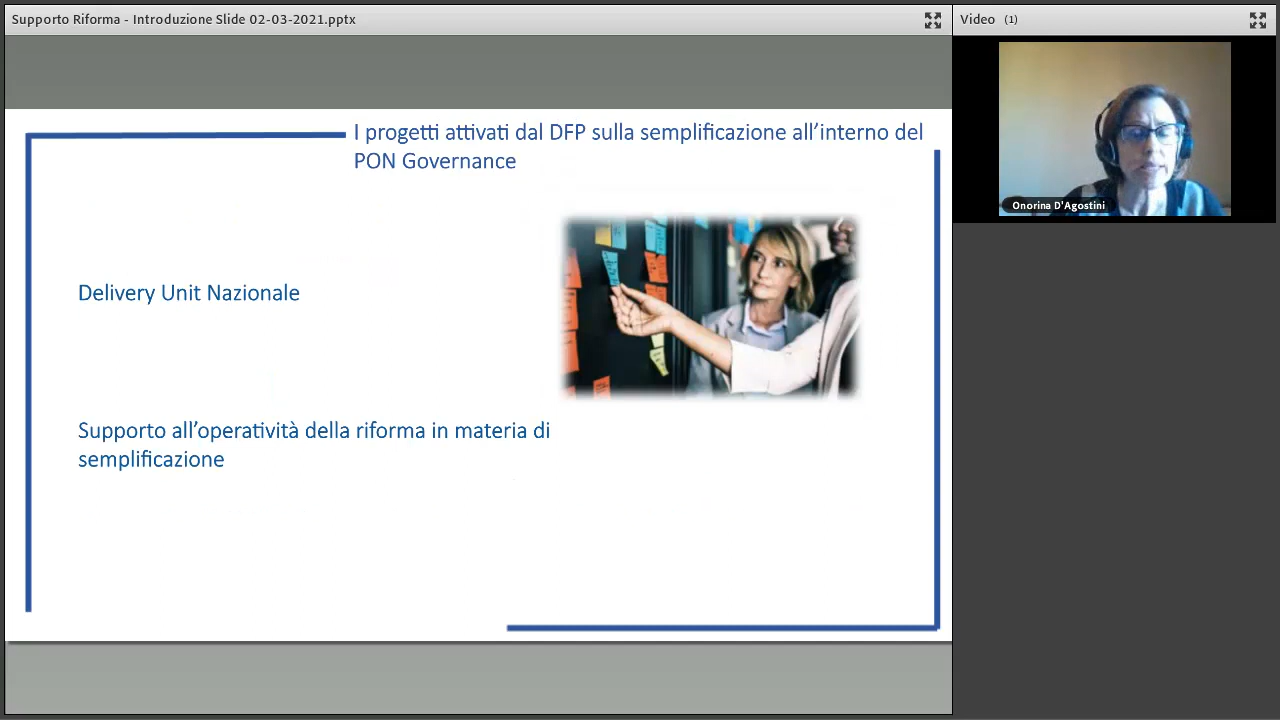 Supporto Riforma - Introduzione Slide 02-03-2021.pptx
Video (1)
I progetti attivati dal DFP sulla semplificazione all’interno del
PON Governance
Onorina D'Agostini
Delivery Unit Nazionale
Supporto all’operatività della riforma in materia di
semplificazione